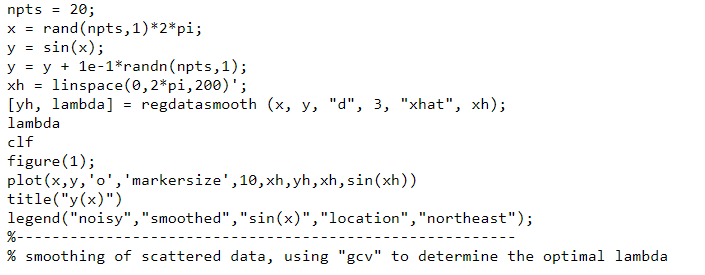 npts = 20;
x = rand(npts,1)*2*pi;
y = sin(x);
y = y + 1e-1*randn(npts,1);
xh = linspace(0,2*pi,200)';
[yh, lambda] = regdatasmooth (x, y, "d", 3, "xhat", xh);
lambda
clf
figure(1);
plot(x,y,'o','markersize',10,xh,yh,xh,sin(xh))
title("y(x)")
legend("noisy","smoothed","sin(x)","location","northeast");
%------------------------------------------------------
% smoothing of scattered data, using "gcv" to determine the optimal lambda